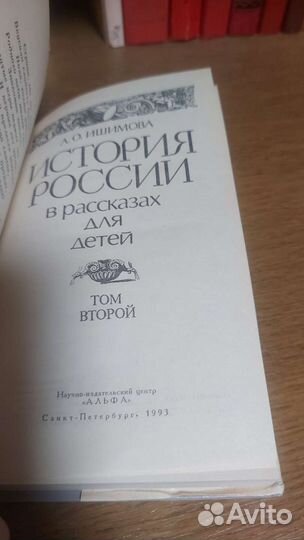 А. О. ИШИМОВА
ИСТОРИЯ
РОССИИ
в рассказах
для
детей
ТОМ
ВТОРОЙ
Научно-издательский центр
«АЛЬФА»
Санкт-Петербург, 1993
Avito